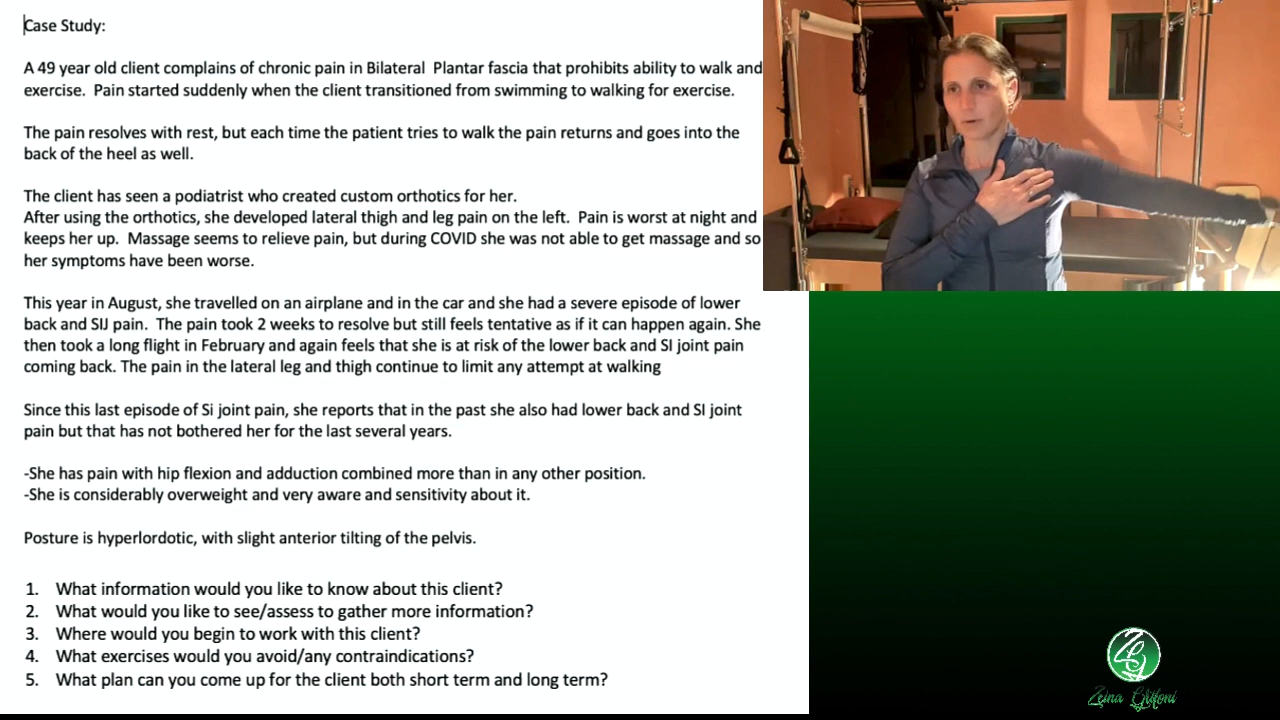 Case Study:
A 49 year old client complains of chronic pain in Bilateral Plantar fascia that prohibits ability to walk and
exercise. Pain started suddenly when the client transitioned from swimming to walking for exercise.
The pain resolves with rest, but each time the patient tries to walk the pain returns and goes into the
back of the heel as well.
The client has seen a podiatrist who created custom orthotics for her.
After using the orthotics, she developed lateral thigh and leg pain on the left. Pain is worst at night and
keeps her up. Massage seems to relieve pain, but during COVID she was not able to get massage and so
her symptoms have been worse.
This year in August, she travelled on an airplane and in the car and she had a severe episode of lower
back and SIJ pain. The pain took 2 weeks to resolve but still feels tentative as if it can happen again. She
then took a long flight in February and again feels that she is at risk of the lower back and SI joint pain
coming back. The pain in the lateral leg and thigh continue to limit any attempt at walking
Since this last episode of Si joint pain, she reports that in the past she also had lower back and SI joint
pain but that has not bothered her for the last several years.
-She has pain with hip flexion and adduction combined more than in any other position.
-She is considerably overweight and very aware and sensitivity about it.
Posture is hyperlordotic, with slight anterior tilting of the pelvis.
1. What information would you like to know about this client?
2. What would you like to see/assess to gather more information?
3. Where would you begin to work with this client?
4. What exercises would you avoid/any contraindications?
5. What plan can you come up for the client both short term and long term?
ZG
Zeina Grifoni